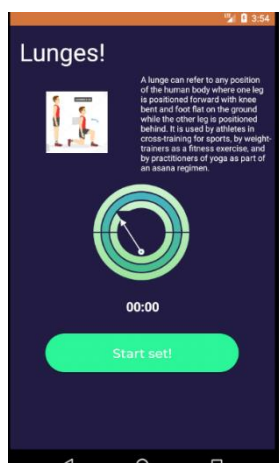 3:54
Lunges!
A lunge can refer to any position
of the human body where one leg
is positioned forward with knee
bent and foot flat on the ground
while the other leg is positioned
behind. It is used by athletes in
cross-training for sports, by weight-
trainers as a fitness exercise, and
by practitioners of yoga as part of
an asana regimen.
00:00
Start set!